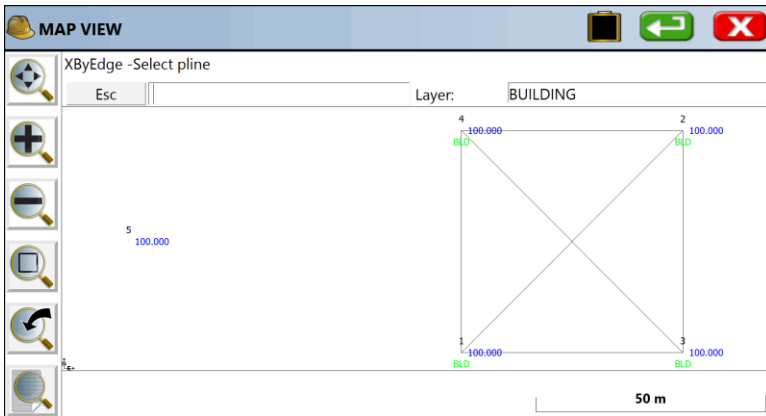 MAP VIEW
XByEdge -Select pline
Esc
Layer: BUILDING
4 2
100.000 100.000
BLD BLD
5
100.000
1 3
100.000 100.000
BLD BLD
50 m